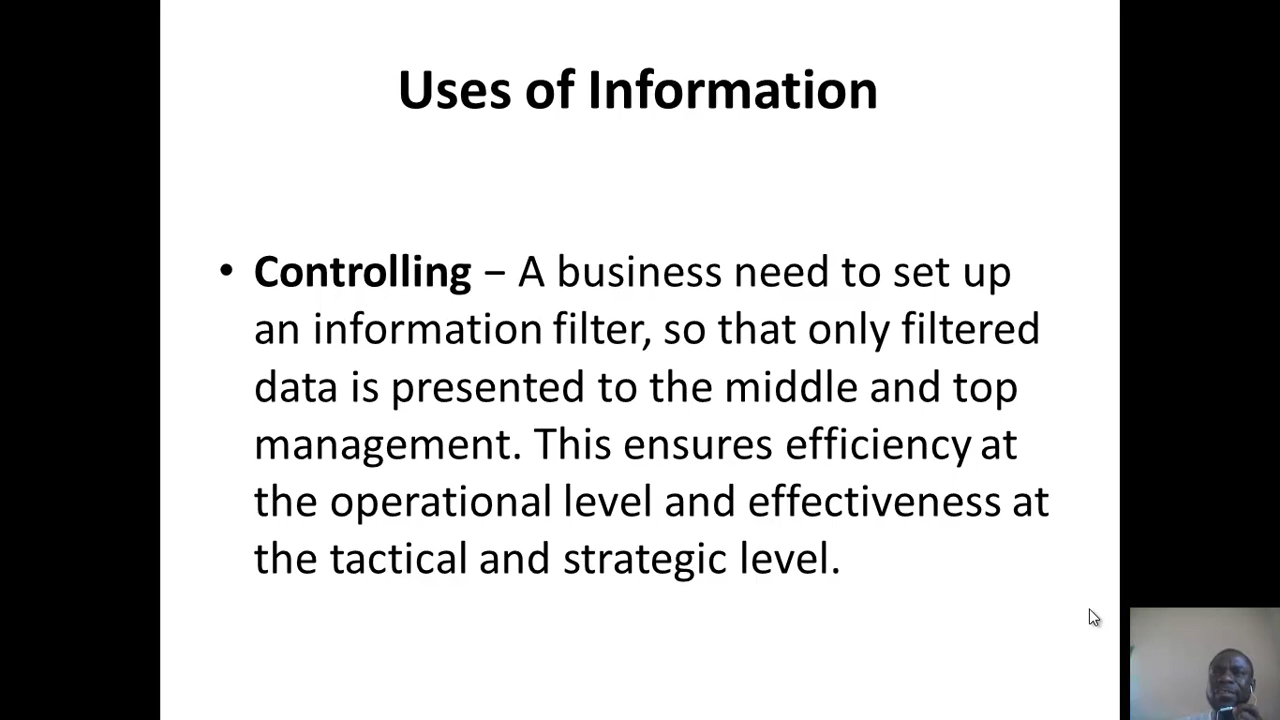 Uses of Information
• Controlling – A business need to set up
an information filter, so that only filtered
data is presented to the middle and top
management. This ensures efficiency at
the operational level and effectiveness at
the tactical and strategic level.